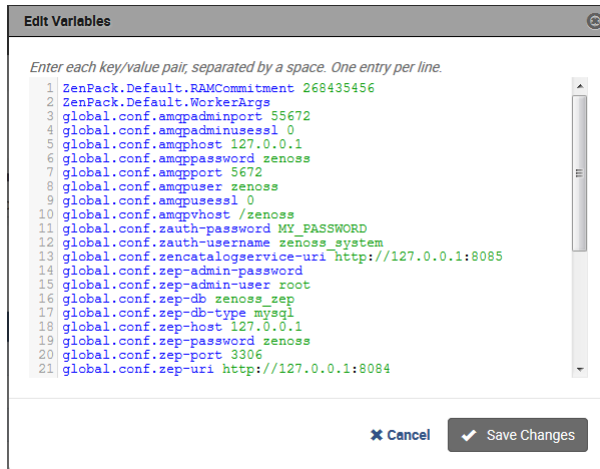 Edit Variables
Enter each key/value pair, separated by a space. One entry per line.
1 ZenPack.Default.RAMCommitment 268435456
2 ZenPack.Default.WorkerArgs
3 global.conf.amqpadminport 55672
4 global.conf.amqpadminusessl 0
5 global.conf.amqphost 127.0.0.1
6 global.conf.amqppassword zenoss
7 global.conf.amqpport 5672
8 global.conf.amqpuser zenoss
9 global.conf.amqpusessl 0
10 global.conf.amqpvhost /zenoss
11 global.conf.zauth-password MY_PASSWORD
12 global.conf.zauth-username zenoss_system
13 global.conf.zencatalogservice-uri http://127.0.0.1:8085
14 global.conf.zep-admin-password
15 global.conf.zep-admin-user root
16 global.conf.zep-db zenoss_zep
17 global.conf.zep-db-type mysql
18 global.conf.zep-host 127.0.0.1
19 global.conf.zep-password zenoss
20 global.conf.zep-port 3306
21 global.conf.zep-uri http://127.0.0.1:8084
Cancel
Save Changes